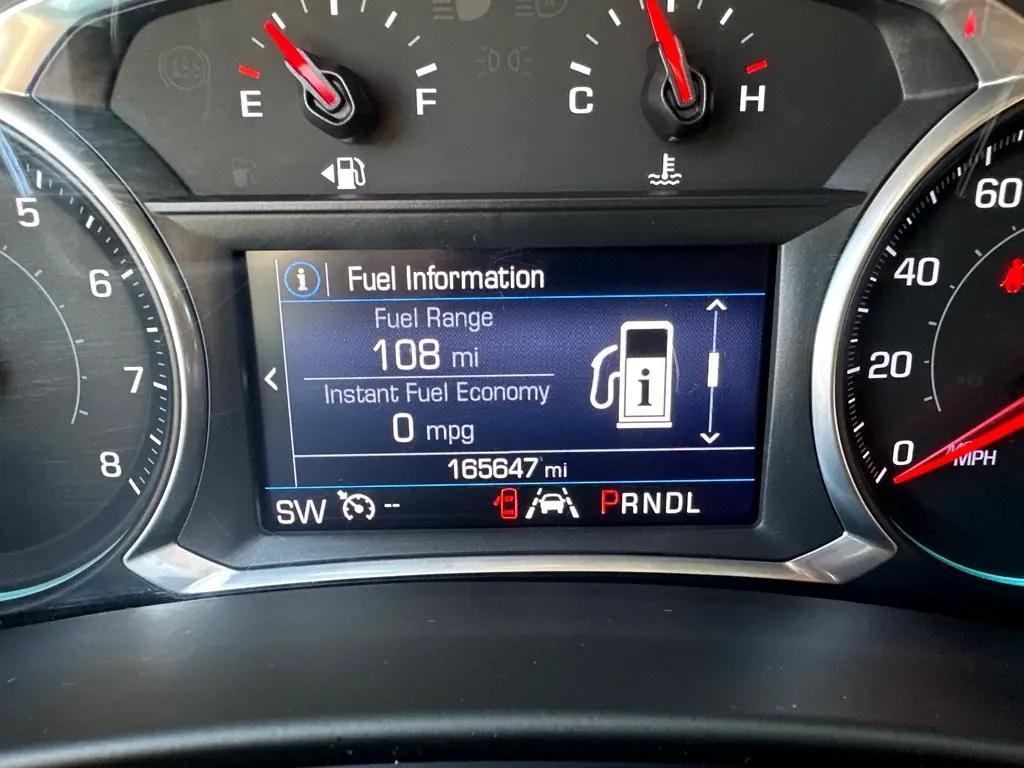 E F
C H
5
6
7
8
60
40
20
0
MPH
i Fuel Information
Fuel Range
108 mi
Instant Fuel Economy
0 mpg
i
165647 mi
SW --
PRNDL